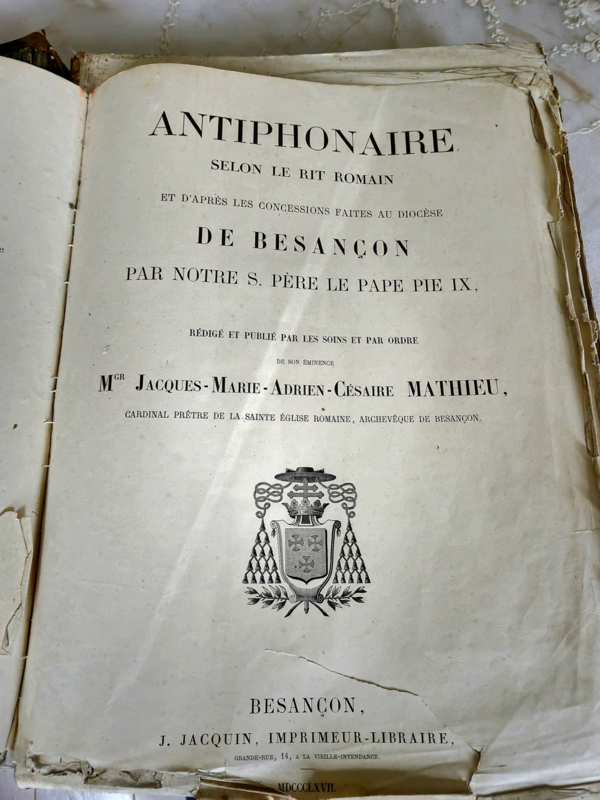 ANTIPHONAIRE
SELON LE RIT ROMAIN
ET D'APRÈS LES CONCESSIONS FAITES AU DIOCÈSE
DE BESANÇON
PAR NOTRE S. PÈRE LE PAPE PIE IX,
RÉDIGÉ ET PUBLIÉ PAR LES SOINS ET PAR ORDRE
DE SON ÉMINENCE
MGR JACQUES-MARIE-ADRIEN-CÉSAIRE MATHIEU,
CARDINAL PRÊTRE DE LA SAINTE ÉGLISE ROMAINE, ARCHEVÊQUE DE BESANÇON.
BESANÇON,
J. JACQUIN, IMPRIMEUR-LIBRAIRE,
GRANDE-RUE, 14, A LA VIEILLE-INTENDANCE.
MDCCCLXVII.